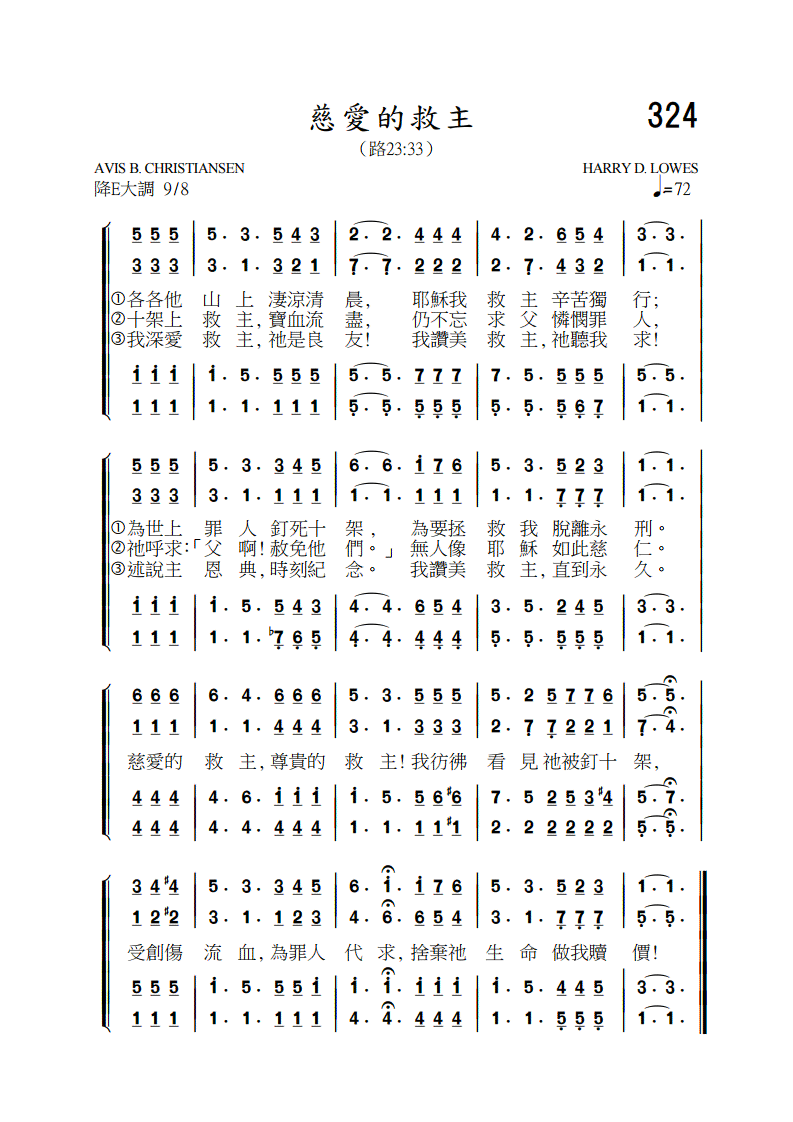 慈愛的救主
324
（路23:33）
AVIS B. CHRISTIANSEN
HARRY D. LOWES
降E大調 9/8
♩.=72
5 5 5 | 5 . 3 . 5 4 3 | 2 . 2 . 4 4 4 | 4 . 2 . 6 5 4 | 3 . 3 .
3 3 3 | 3 . 1 . 3 2 1 | 7̣ . 7̣ . 2 2 2 | 2 . 7̣ . 4 3 2 | 1 . 1 .
①各各他 山 上 淒涼清 晨， 耶穌我 救 主 辛苦獨 行；
②十架上 救 主，寶血流 盡， 仍不忘 求 父 憐憫罪 人，
③我深愛 救 主，祂是良 友！ 我讚美 救 主，祂聽我 求！
i i i | i . 5 . 5 5 5 | 5 . 5 . 7 7 7 | 7 . 5 . 5 5 5 | 5 . 5 .
1 1 1 | 1 . 1 . 1 1 1 | 5̣ . 5̣ . 5̣ 5̣ 5̣ | 5 . 5 . 5̣ 6̣ 7̣ | 1 . 1 .
5 5 5 | 5 . 3 . 3 4 5 | 6 . 6 . i 7 6 | 5 . 3 . 5 2 3 | 1 . 1 .
3 3 3 | 3 . 1 . 1 1 1 | 1 . 1 . 1 1 1 | 1 . 1 . 7̣ 7̣ 7̣ | 1 . 1 .
①為世上 罪 人 釘死十 架， 為要拯 救 我 脫離永 刑。
②祂呼求：「父 啊！赦免他 們。」 無人像 耶 穌 如此慈 仁。
③述說主 恩 典，時刻紀 念。 我讚美 救 主，直到永 久。
i i i | i . 5 . 5 4 3 | 4 . 4 . 6 5 4 | 3 . 5 . 2 4 5 | 3 . 3 .
1 1 1 | 1 . 1 . ♭7̣ 6̣ 5̣ | 4̣ . 4̣ . 4̣ 4̣ 4̣ | 5̣ . 5̣ . 5̣ 5̣ 5̣ | 1 . 1 .
6 6 6 | 6 . 4 . 6 6 6 | 5 . 3 . 5 5 5 | 5 . 2 5 7 7 6 | 5 . 5 .
1 1 1 | 1 . 1 . 4 4 4 | 3 . 1 . 3 3 3 | 2 . 7̣ 7̣ 2 2 1 | 7̣ . 4 .
慈愛的 救 主，尊貴的 救 主！我彷彿 看 見 祂被釘十 架，
4 4 4 | 4 . 6 . i i i | i . 5 . 5 6 ♯6 | 7 . 5 2 5 3 ♯4 | 5 . 7 .
4 4 4 | 4 . 4 . 4 4 4 | 1 . 1 . 1 1 ♯1 | 2 . 2 2 2 2 2 | 5̣ . 5̣ .
3 4 ♯4 | 5 . 3 . 3 4 5 | 6 . i . i 7 6 | 5 . 3 . 5 2 3 | 1 . 1 .
1 2 ♯2 | 3 . 1 . 1 2 3 | 4 . 6 . 6 5 4 | 3 . 1 . 7̣ 7̣ 7̣ | 5̣ . 5̣ .
受創傷 流 血，為罪人 代 求，捨棄祂 生 命 做我贖 價！
5 5 5 | i . 5 . 5 5 i | i . i . i i i | i . 5 . 4 4 5 | 3 . 3 .
1 1 1 | 1 . 1 . 1 1 1 | 4 . 4 . 4 4 4 | 1 . 1 . 5̣ 5̣ 5̣ | 1 . 1 .